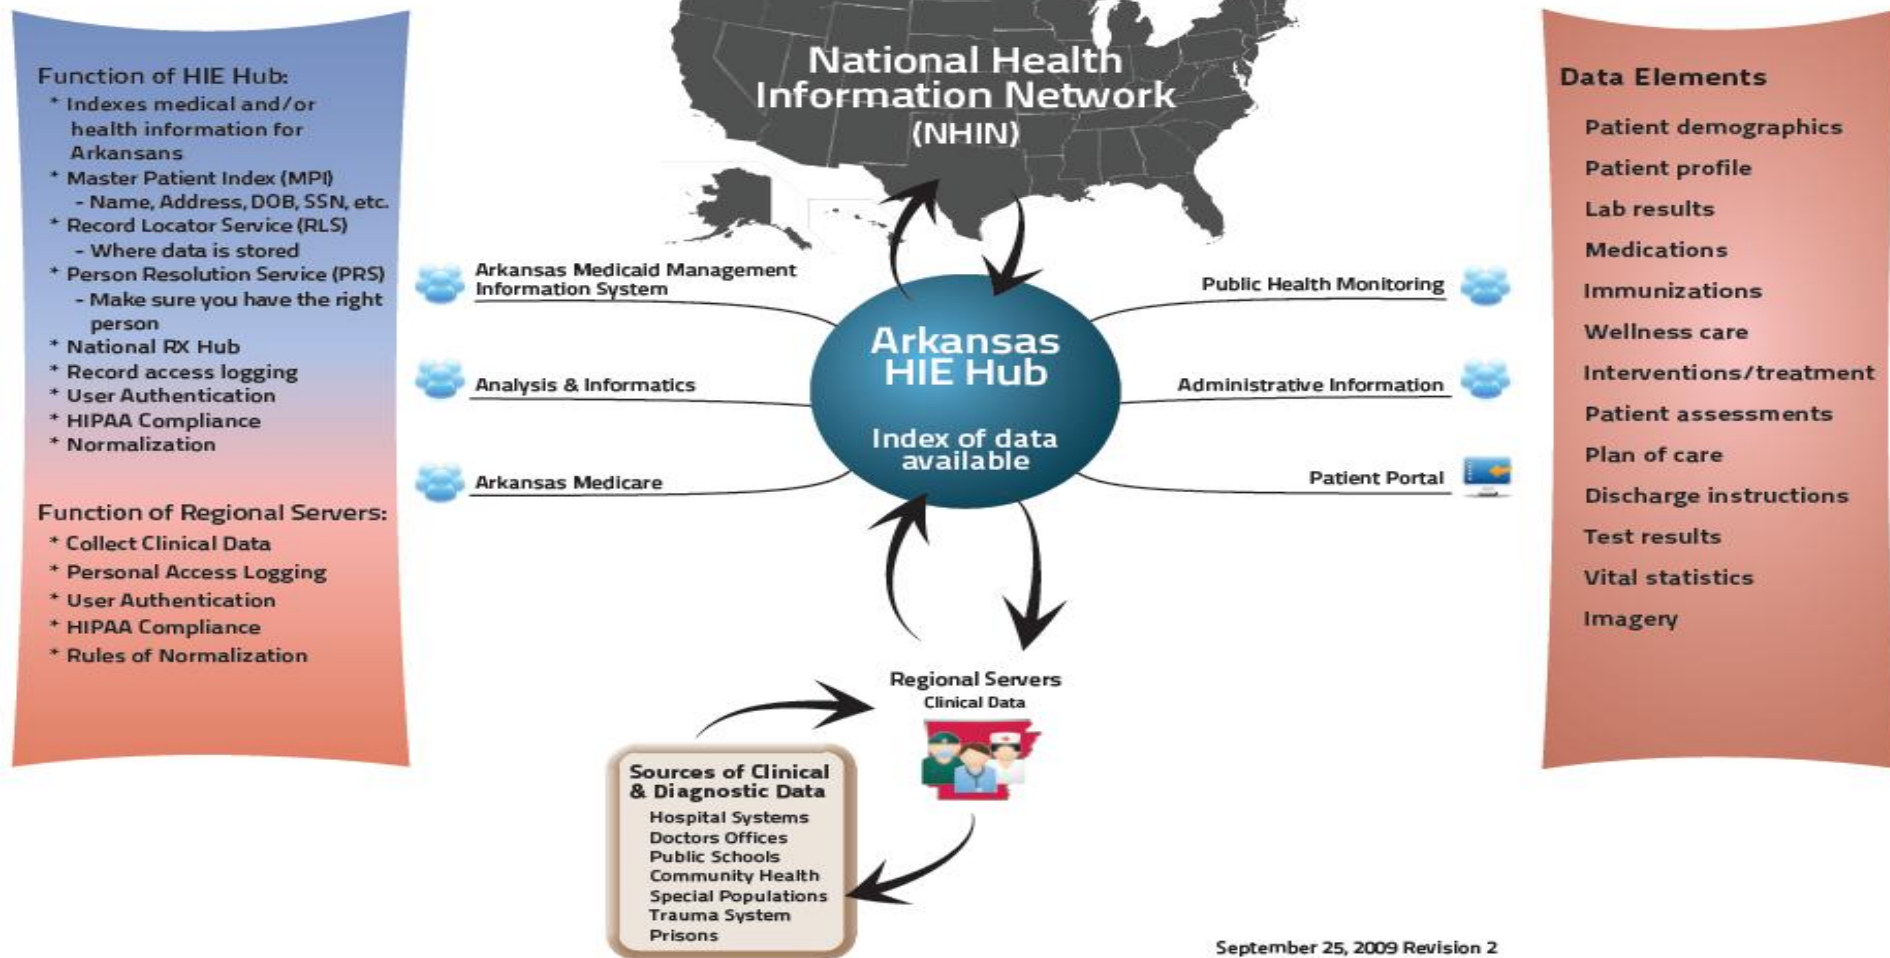 Function of HIE Hub:
* Indexes medical and/or
health information for
Arkansans
* Master Patient Index (MPI)
- Name, Address, DOB, SSN, etc.
* Record Locator Service (RLS)
- Where data is stored
* Person Resolution Service (PRS)
- Make sure you have the right
person
* National RX Hub
* Record access logging
* User Authentication
* HIPAA Compliance
* Normalization
Function of Regional Servers:
* Collect Clinical Data
* Personal Access Logging
* User Authentication
* HIPAA Compliance
* Rules of Normalization
National Health
Information Network
(NHIN)
Arkansas Medicaid Management
Information System
Analysis & Informatics
Arkansas Medicare
Arkansas
HIE Hub
Index of data
available
Public Health Monitoring
Administrative Information
Patient Portal
Regional Servers
Clinical Data
Sources of Clinical
& Diagnostic Data
Hospital Systems
Doctors Offices
Public Schools
Community Health
Special Populations
Trauma System
Prisons
Data Elements
Patient demographics
Patient profile
Lab results
Medications
Immunizations
Wellness care
Interventions/treatment
Patient assessments
Plan of care
Discharge instructions
Test results
Vital statistics
Imagery
September 25, 2009 Revision 2